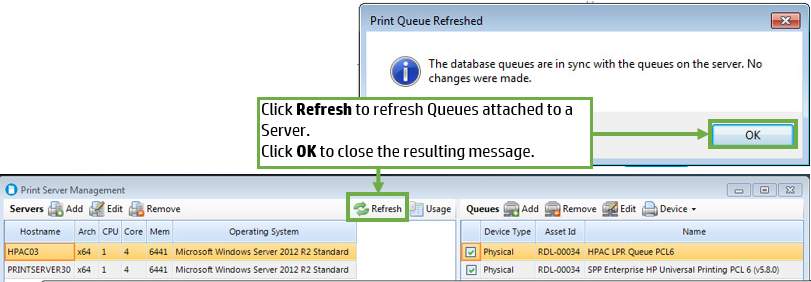 Print Queue Refreshed
The database queues are in sync with the queues on the server. No
changes were made.
OK
Click Refresh to refresh Queues attached to a
Server.
Click OK to close the resulting message.
Print Server Management
Servers Add Edit Remove Refresh Usage Queues Add Remove Edit Device
Hostname Arch CPU Core Mem Operating System Device Type Asset Id Name
HPAC03 x64 1 4 6441 Microsoft Windows Server 2012 R2 Standard Physical RDL-00034 HPAC LPR Queue PCL6
PRINTSERVER30 x64 1 4 6441 Microsoft Windows Server 2012 R2 Standard Physical RDL-00034 SPP Enterprise HP Universal Printing PCL 6 (v5.8.0)